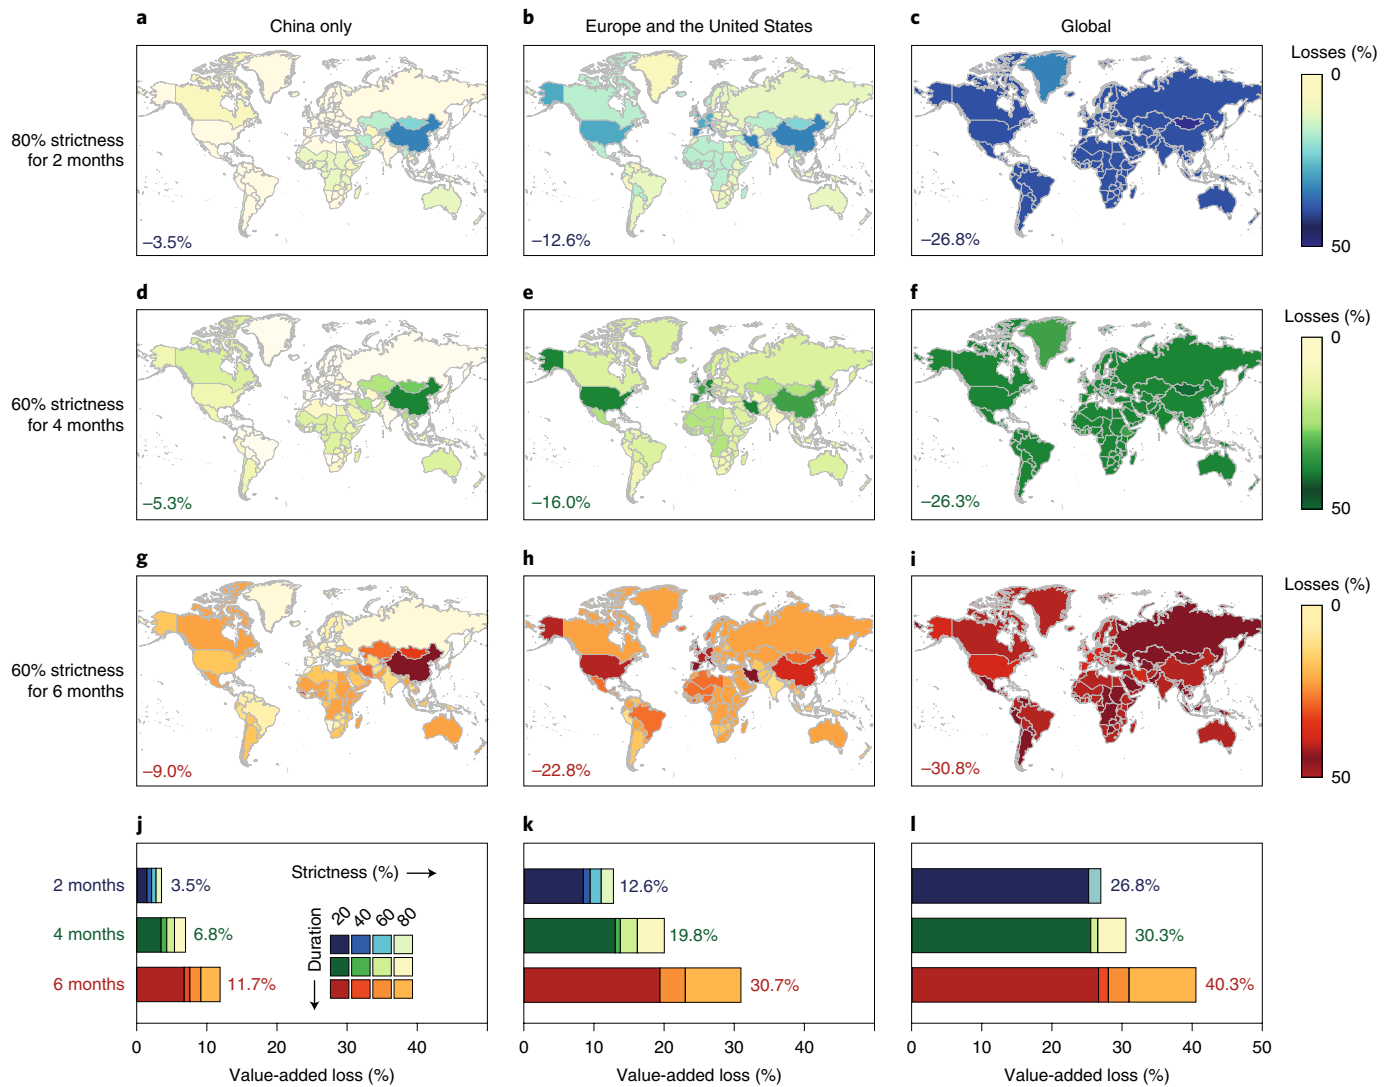 a
China only
b
Europe and the United States
c
Global
Losses (%)
0
50
80% strictness
for 2 months
–3.5%
–12.6%
–26.8%
d
e
f
Losses (%)
0
50
60% strictness
for 4 months
–5.3%
–16.0%
–26.3%
g
h
i
Losses (%)
0
50
60% strictness
for 6 months
–9.0%
–22.8%
–30.8%
j
k
l
2 months
4 months
6 months
3.5%
6.8%
11.7%
Strictness (%)
20 40 60 80
Duration
12.6%
19.8%
30.7%
26.8%
30.3%
40.3%
0 10 20 30 40
Value-added loss (%)
0 10 20 30 40
Value-added loss (%)
0 10 20 30 40 50
Value-added loss (%)